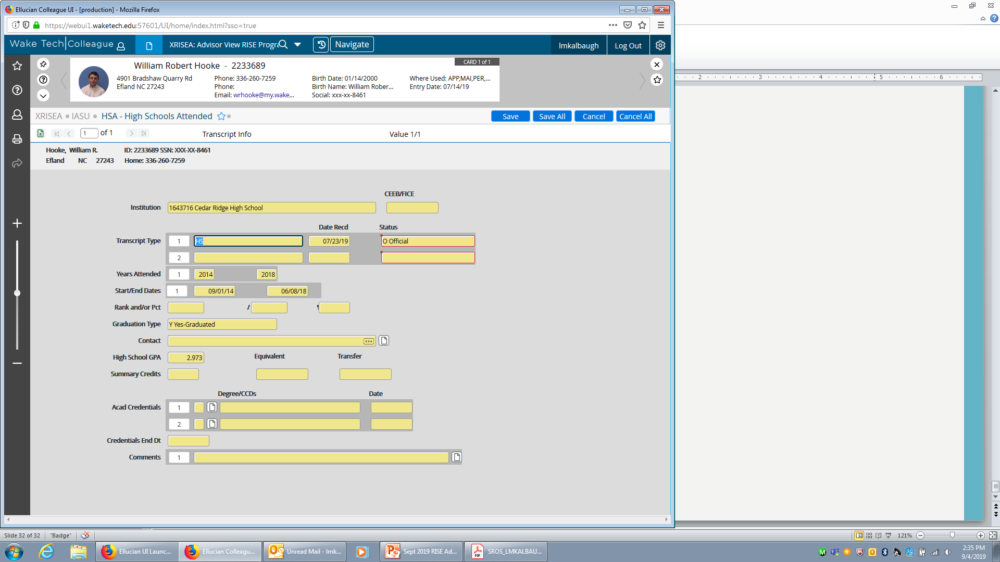 Ellucian Colleague UI - [production] - Mozilla Firefox
https://webui1.waketech.edu:57601/UI/home/index.html?sso=true
Wake Tech Colleague
XRISEA: Advisor View RISE Progra
Navigate
lmkalbaugh
Log Out
William Robert Hooke - 2233689
CARD 1 of 1
4901 Bradshaw Quarry Rd
Efland NC 27243
Phone: 336-260-7259
Phone:
Email: wrhooke@my.wake...
Birth Date: 01/14/2000
Birth Name: William Rober...
Social: xxx-xx-8461
Where Used: APP,MAI,PER,...
Entry Date: 07/14/19
XRISEA IASU HSA - High Schools Attended
Save
Save All
Cancel
Cancel All
1 of 1
Transcript Info
Value 1/1
Hooke, William R. ID: 2233689 SSN: XXX-XX-8461
Efland NC 27243 Home: 336-260-7259
CEEB/FICE
Institution 1643716 Cedar Ridge High School
Date Recd Status
Transcript Type 1 HS 07/23/19 O Official
2
Years Attended 1 2014 2018
Start/End Dates 1 09/01/14 06/08/18
Rank and/or Pct / %
Graduation Type Y Yes-Graduated
Contact
High School GPA 2.973 Equivalent Transfer
Summary Credits
Degree/CCDs Date
Acad Credentials 1
2
Credentials End Dt
Comments 1
2 3 4 5 6
Slide 32 of 32 "Badge"
121%
Ellucian UI Launc...
Ellucian Colleagu...
Unread Mail - lmk...
Sept 2019 RISE Ad...
SROS_LMKALBAU...
2:35 PM
9/4/2019